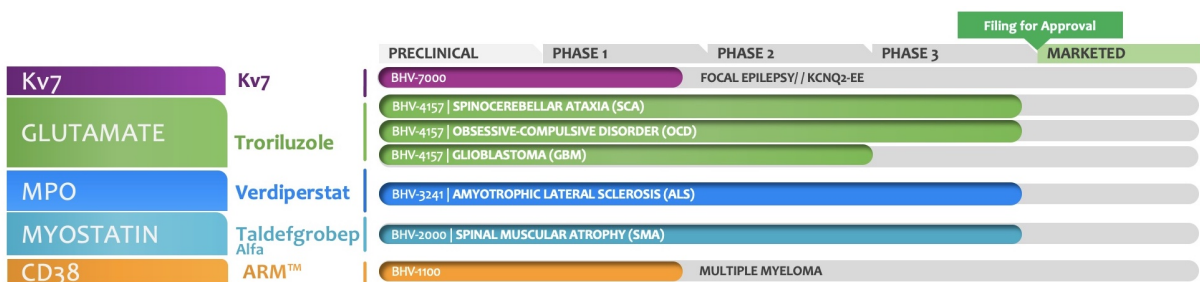 Filing for Approval
PRECLINICAL PHASE 1 PHASE 2 PHASE 3 MARKETED
Kv7 Kv7 BHV-7000 FOCAL EPILEPSY/ / KCNQ2-EE
GLUTAMATE Troriluzole
BHV-4157 | SPINOCEREBELLAR ATAXIA (SCA)
BHV-4157 | OBSESSIVE-COMPULSIVE DISORDER (OCD)
BHV-4157 | GLIOBLASTOMA (GBM)
MPO Verdiperstat BHV-3241 | AMYOTROPHIC LATERAL SCLEROSIS (ALS)
MYOSTATIN Taldefgrobep BHV-2000 | SPINAL MUSCULAR ATROPHY (SMA)
Alfa
CD38 ARM™ BHV-1100 MULTIPLE MYELOMA